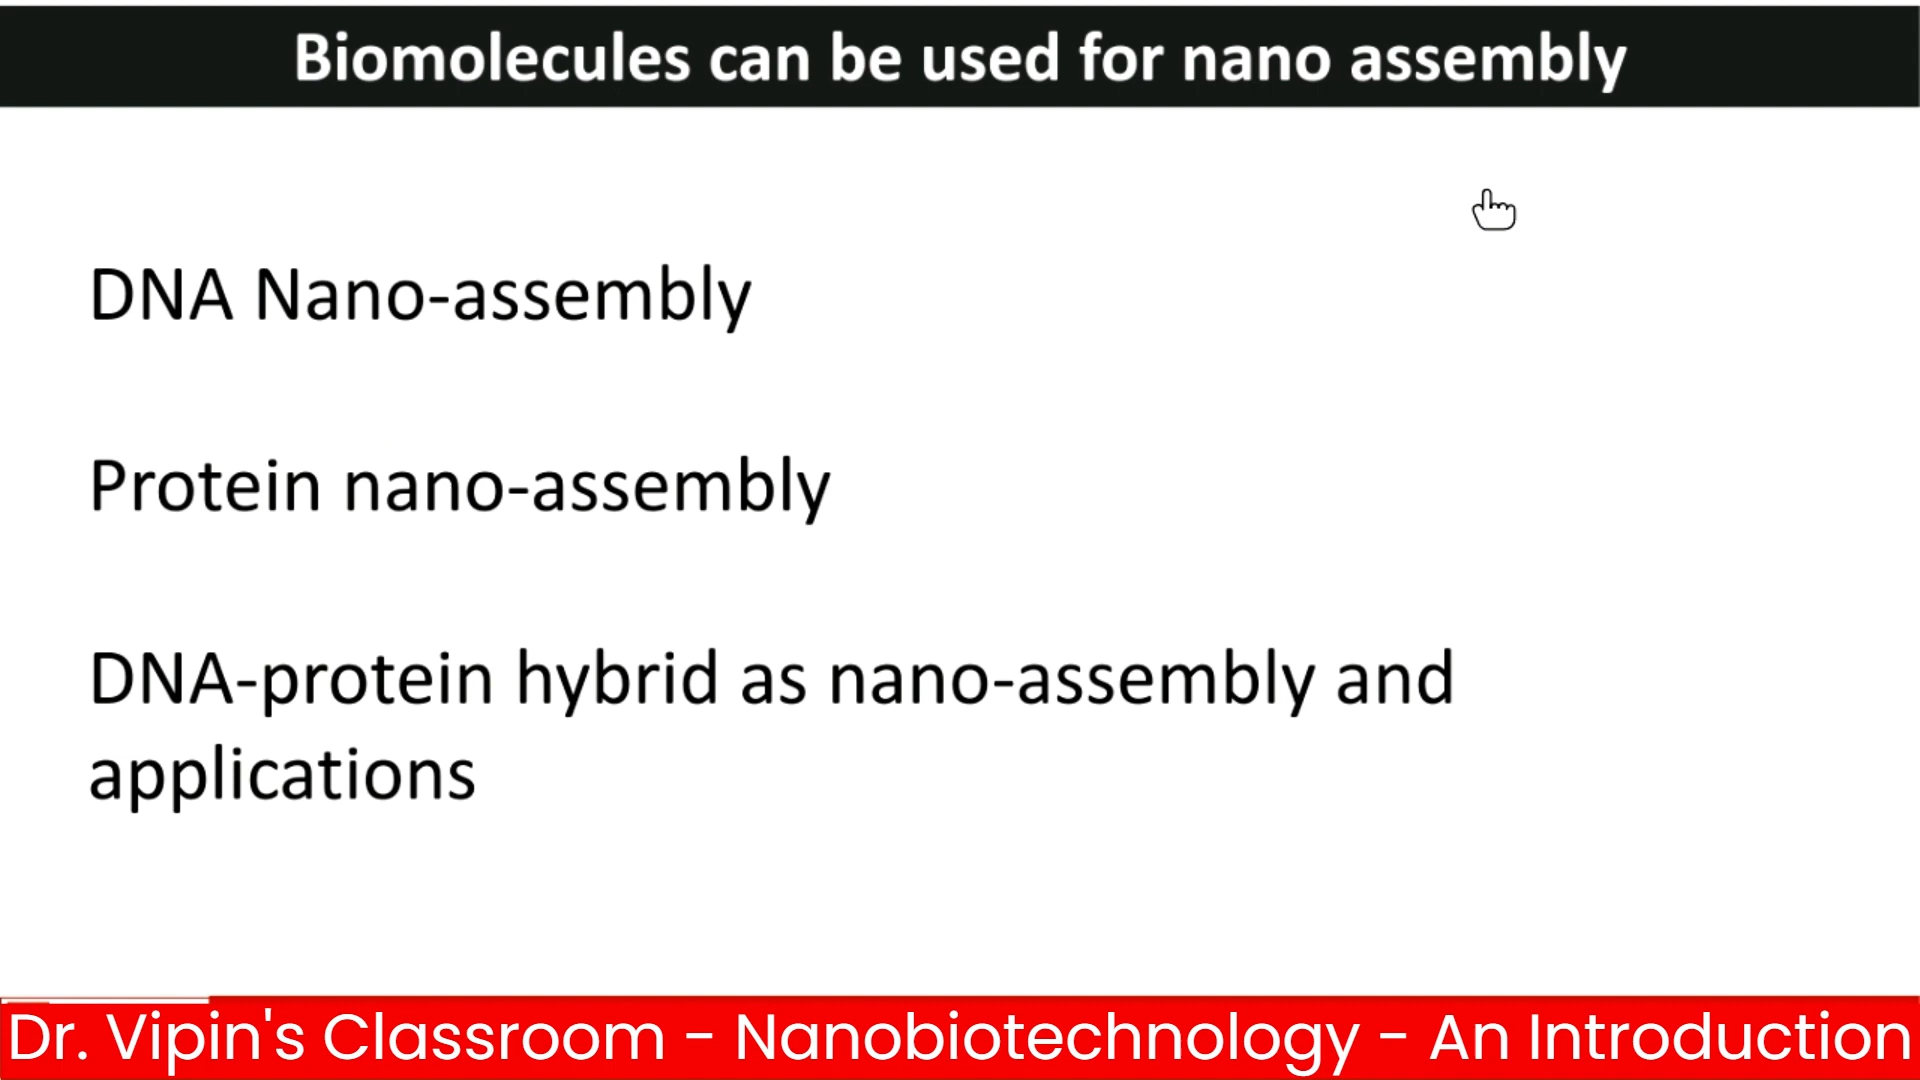 Biomolecules can be used for nano assembly
DNA Nano-assembly
Protein nano-assembly
DNA-protein hybrid as nano-assembly and
applications
Dr. Vipin's Classroom - Nanobiotechnology - An Introduction